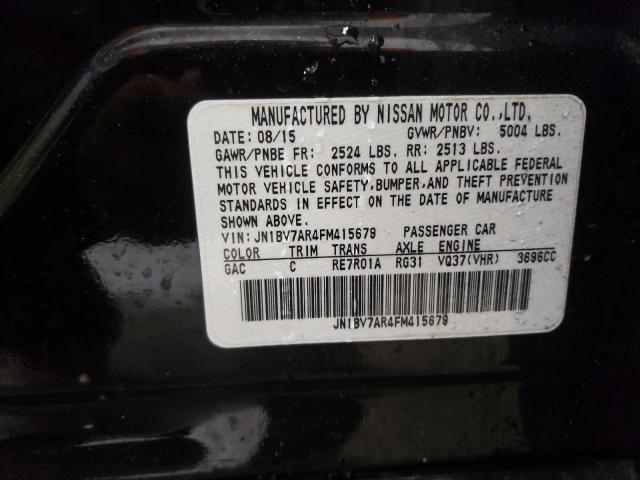 MANUFACTURED BY NISSAN MOTOR CO.,LTD.
DATE: 08/15 GVWR/PNBV: 5004 LBS.
GAWR/PNBE FR: 2524 LBS. RR: 2513 LBS.
THIS VEHICLE CONFORMS TO ALL APPLICABLE FEDERAL
MOTOR VEHICLE SAFETY,BUMPER,AND THEFT PREVENTION
STANDARDS IN EFFECT ON THE DATE OF MANUFACTURE
SHOWN ABOVE.
VIN: JN1BV7AR4FM415679 PASSENGER CAR
COLOR TRIM TRANS AXLE ENGINE
GAC C RE7R01A RG31 VQ37(VHR) 3696CC
JN1BV7AR4FM415679